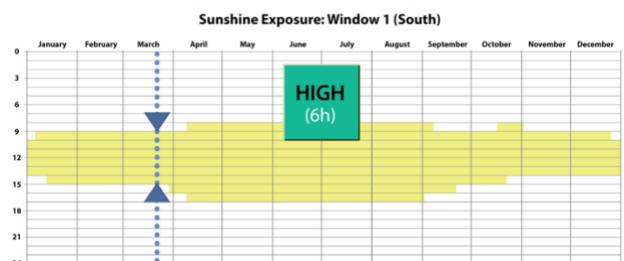 Sunshine Exposure: Window 1 (South)
January February March April May June July August September October November December
0
3
6
HIGH
(6h)
9
12
15
18
21